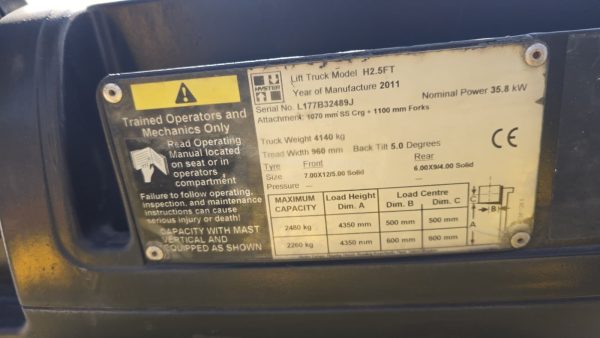 WARNING
Trained Operators and
Mechanics Only
Read Operating
Manual located
on seat or in
operators
compartment
Failure to follow operating,
inspection, and maintenance
instructions can cause
serious injury or death!
CAPACITY WITH MAST
VERTICAL AND
EQUIPPED AS SHOWN
HYSTER
Lift Truck Model H2.5FT
Year of Manufacture 2011
Serial No. L177B32489J Nominal Power 35.8 kW
Attachment: 1070 mm SS Crg + 1100 mm Forks
Truck Weight 4140 kg
Tread Width 960 mm Back Tilt 5.0 Degrees
Tyre Front Rear
Size 7.00X12/5.00 Solid 6.00X9/4.00 Solid
Pressure — —
CE
MAXIMUM CAPACITY Load Height Dim. A Load Centre Dim. B Dim. C
2460 kg 4350 mm 500 mm 500 mm
2260 kg 4350 mm 600 mm 600 mm
C
B
A